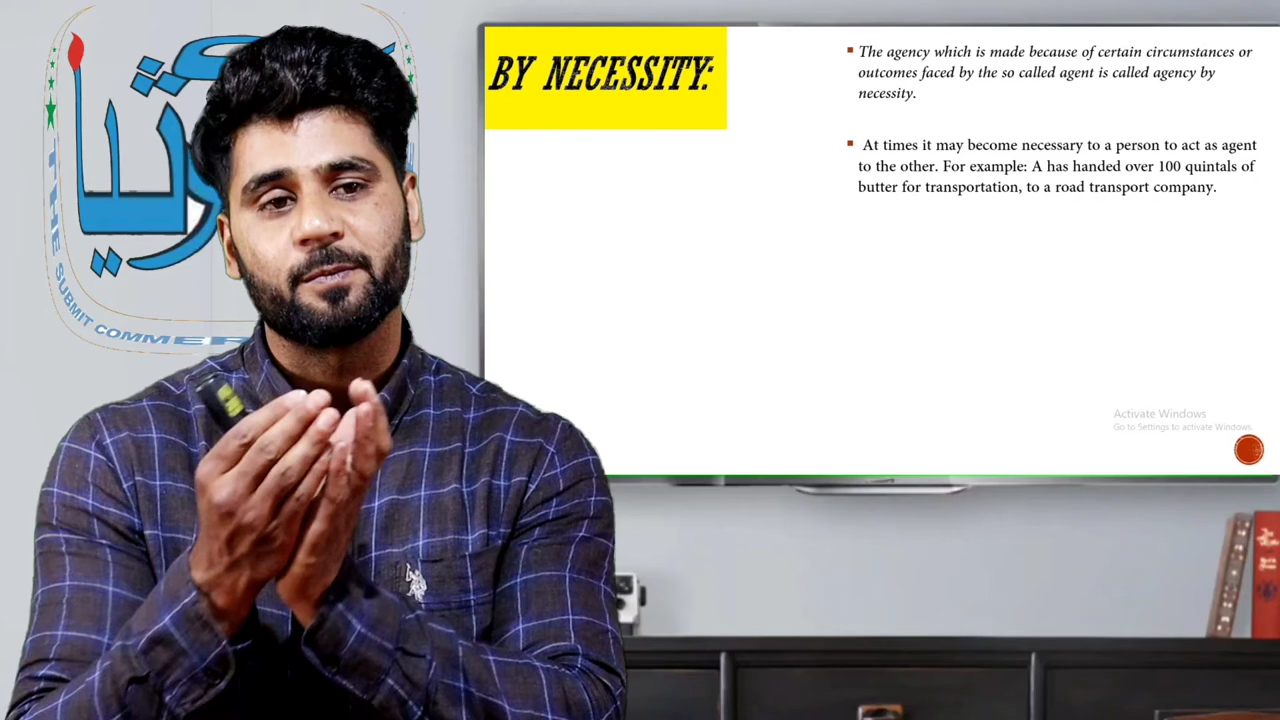 THE SUBMIT COMMER
BY NECESSITY:
The agency which is made because of certain circumstances or
outcomes faced by the so called agent is called agency by
necessity.
At times it may become necessary to a person to act as agent
to the other. For example: A has handed over 100 quintals of
butter for transportation, to a road transport company.
Activate Windows
Go to Settings to activate Windows.